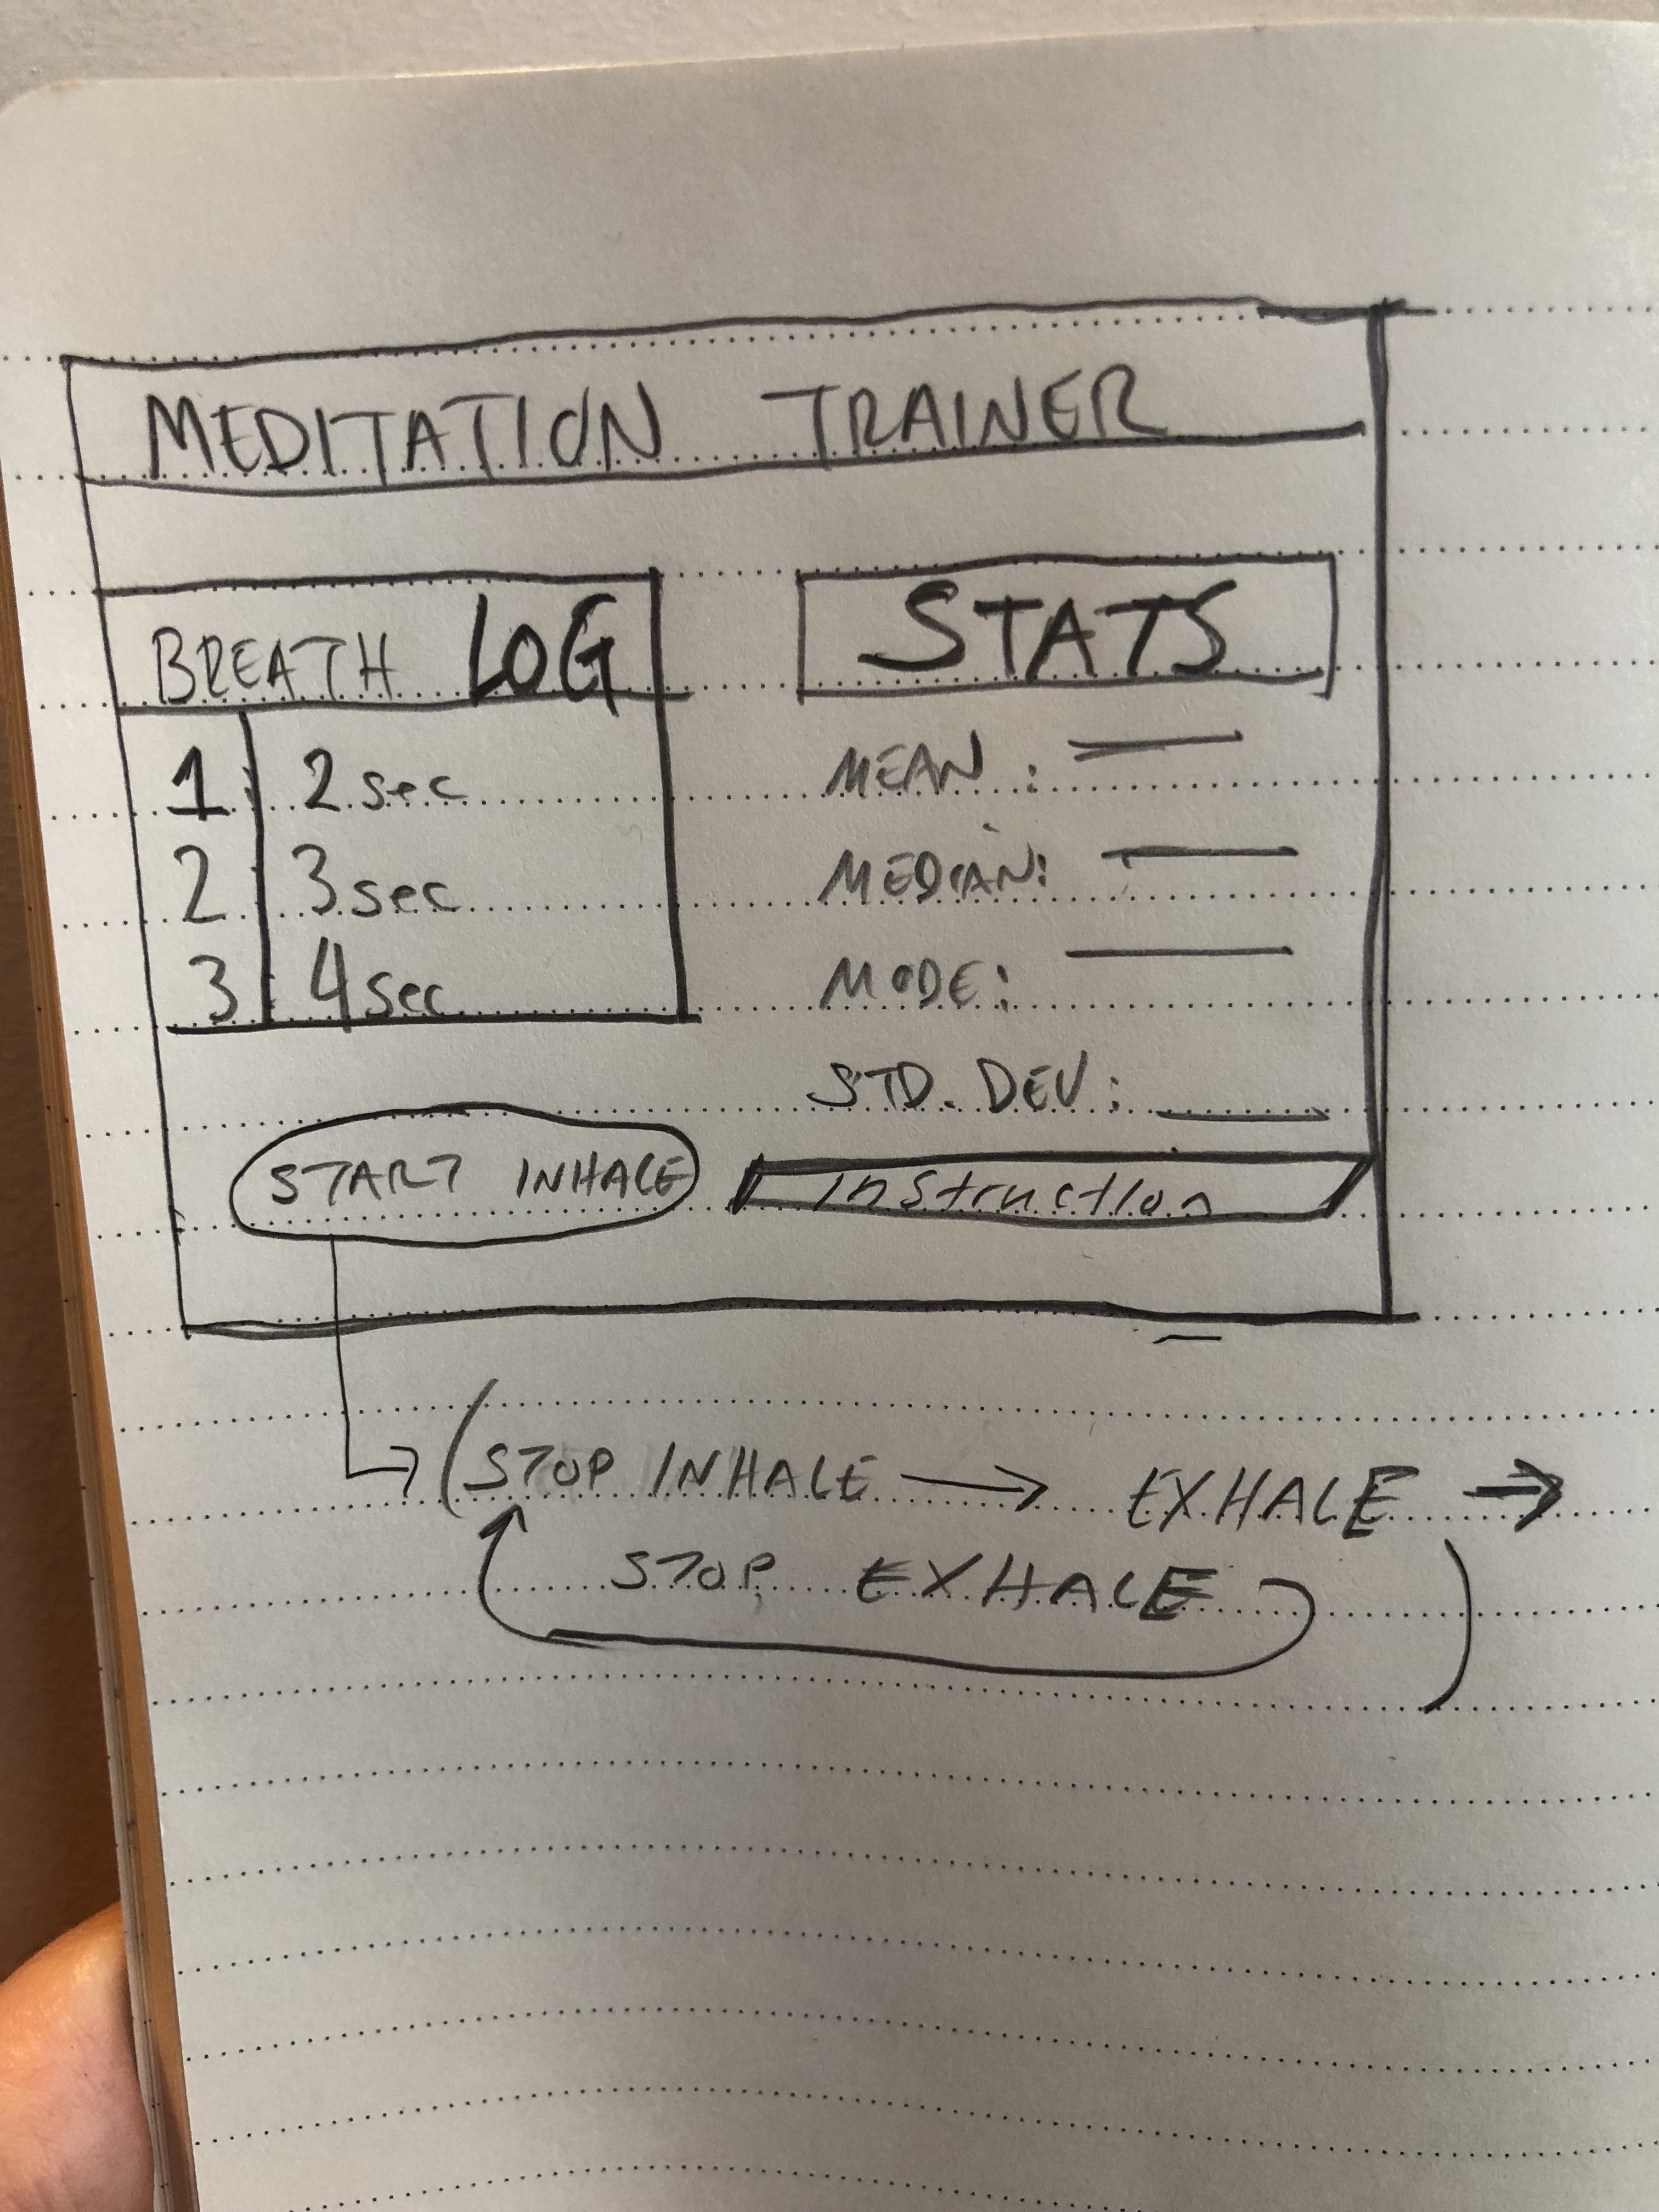 MEDITATION TRAINER
BREATH LOG
1 2 sec
2 3 sec
3 4 sec
STATS
MEAN:
MEDIAN:
MODE:
STD. DEV:
START INHALE
Instruction
(STOP INHALE → EXHALE →
STOP EXHALE )